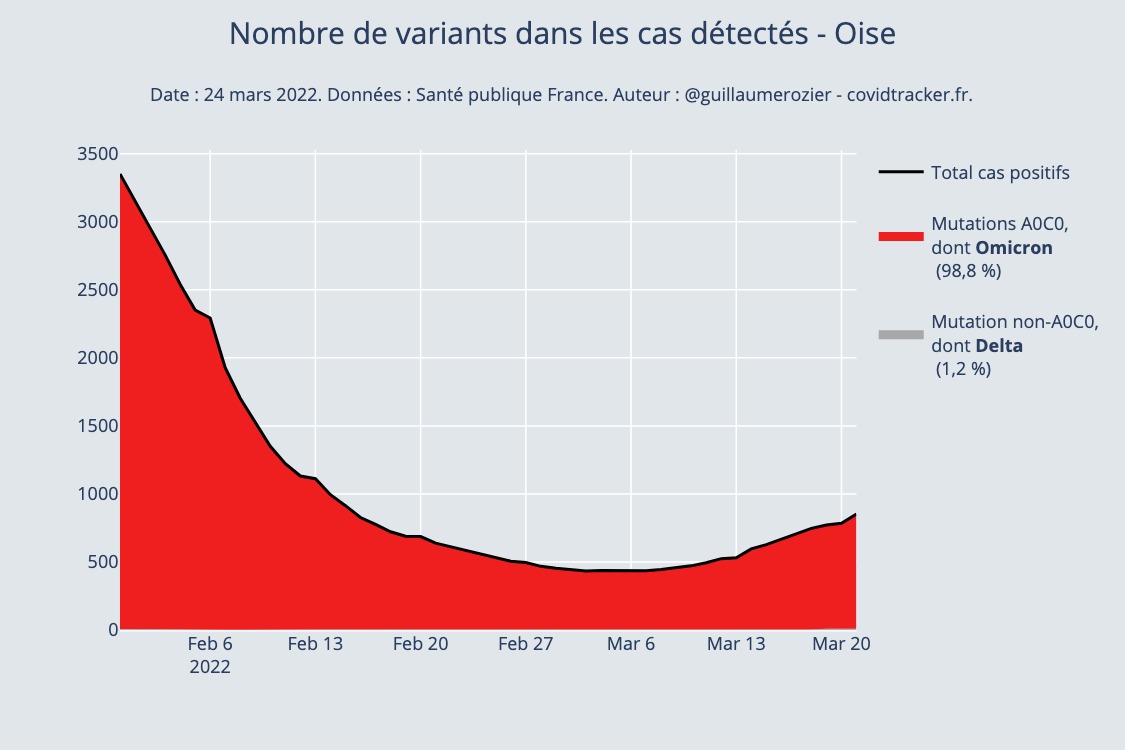 Nombre de variants dans les cas détectés - Oise
Date : 24 mars 2022. Données : Santé publique France. Auteur : @guillaumerozier - covidtracker.fr.
3500
3000
2500
2000
1500
1000
500
0
Feb 6
2022
Feb 13
Feb 20
Feb 27
Mar 6
Mar 13
Mar 20
Total cas positifs
Mutations A0C0,
dont Omicron
(98,8 %)
Mutation non-A0C0,
dont Delta
(1,2 %)